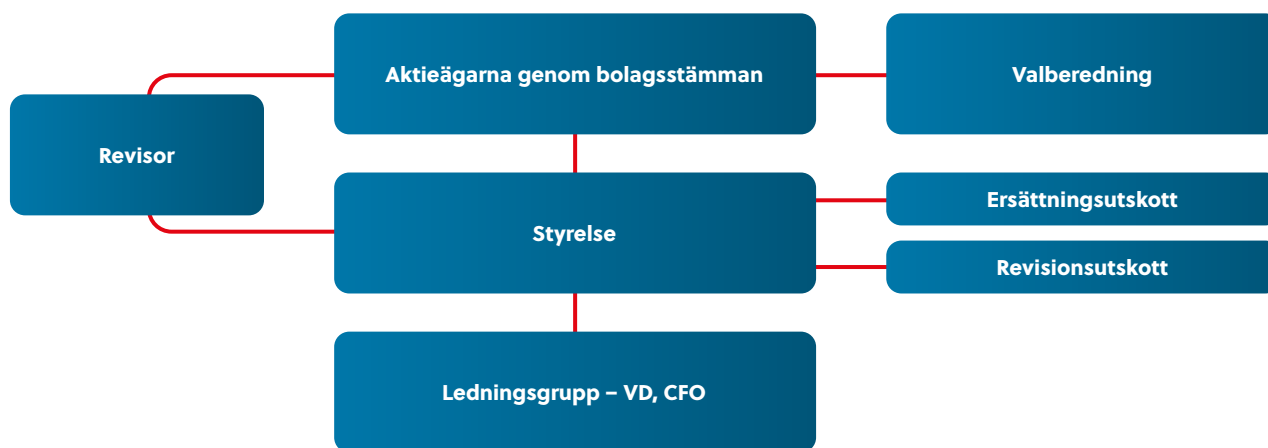 Aktieägarna genom bolagsstämman
Valberedning
Revisor
Styrelse
Ersättningsutskott
Revisionsutskott
Ledningsgrupp – VD, CFO